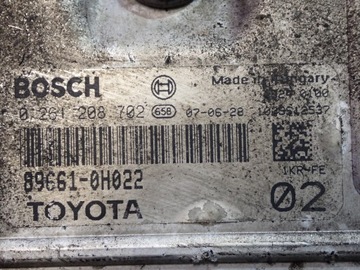 BOSCH Made in Hungary
0 261 208 702 658 07-06-28
89661-0H022 1KR-FE
TOYOTA 02